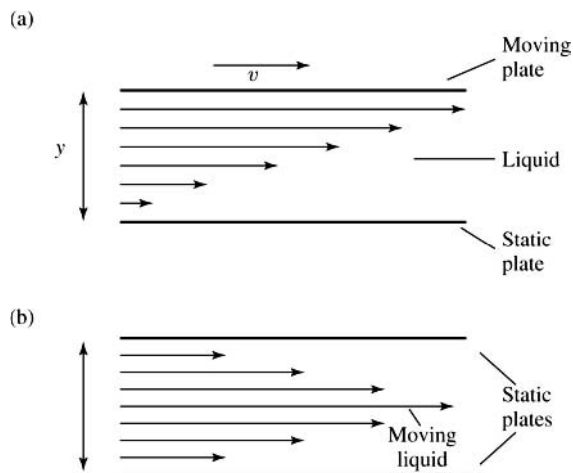 (a)
Moving
plate
v
y
Liquid
Static
plate
(b)
Static
plates
Moving
liquid